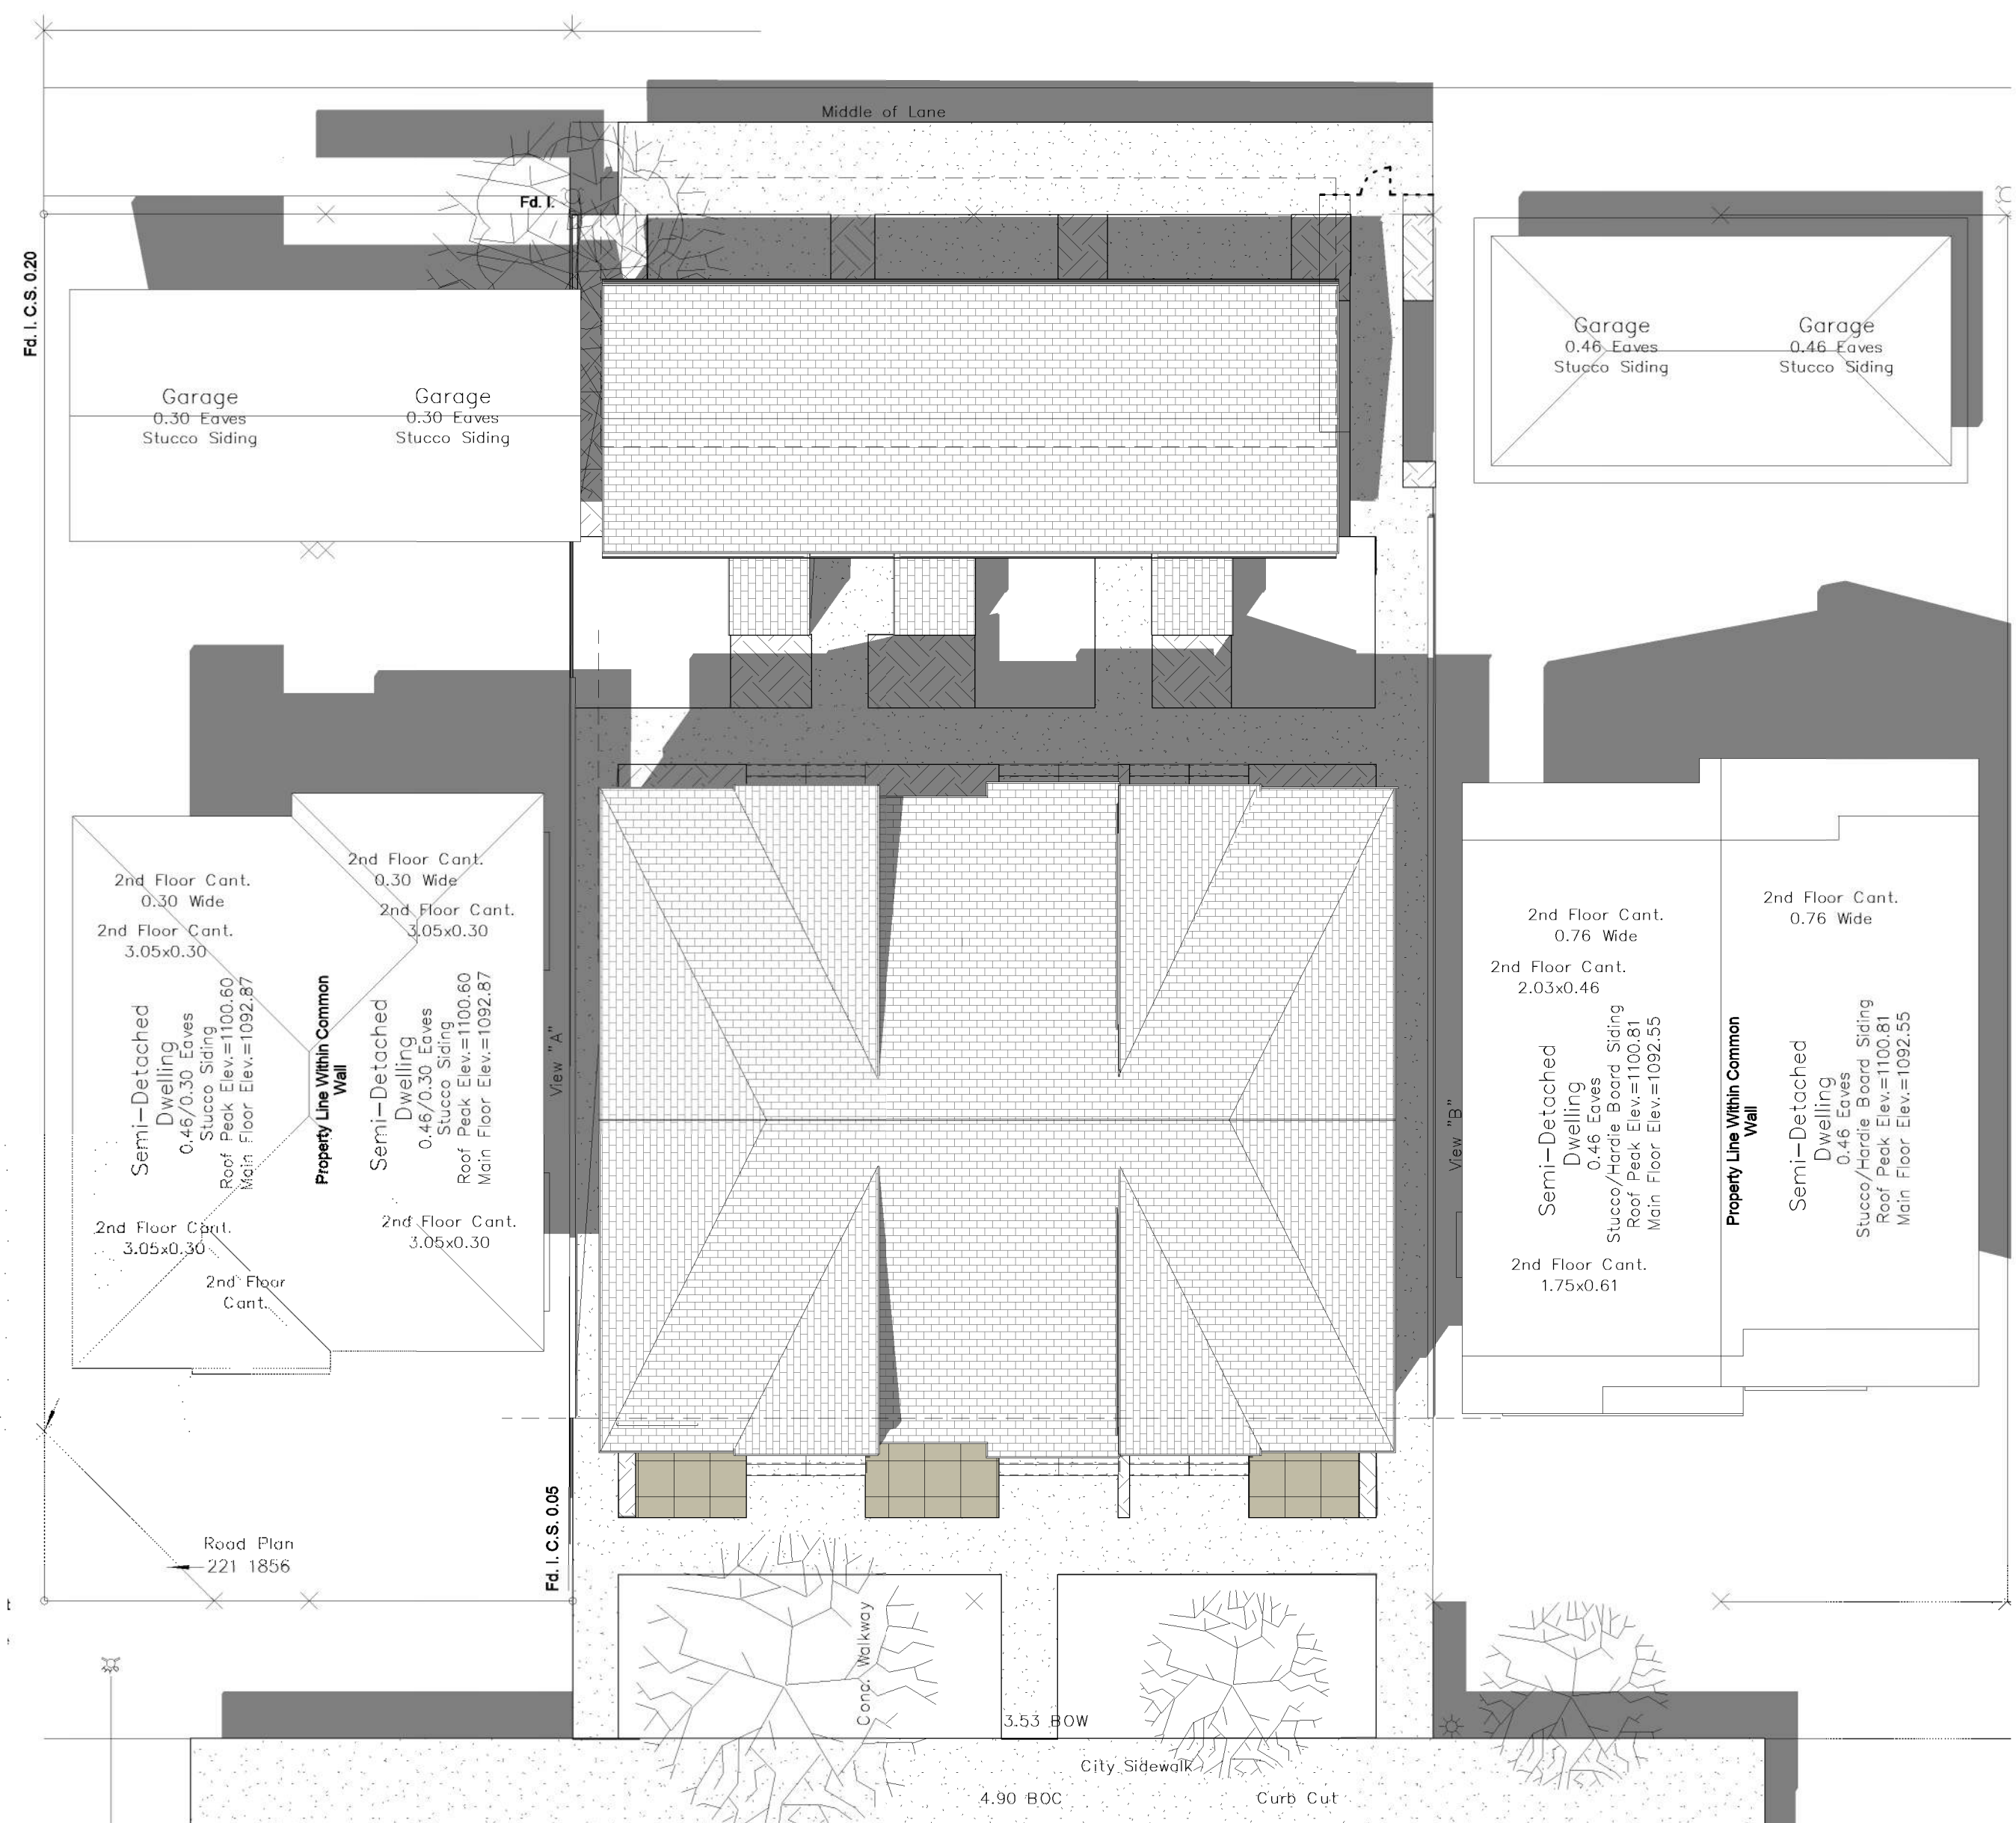 Middle of Lane
Fd. I.
Fd. I. C.S. 0.20
Garage
0.30 Eaves
Stucco Siding
Garage
0.30 Eaves
Stucco Siding
Garage
0.46 Eaves
Stucco Siding
Garage
0.46 Eaves
Stucco Siding
2nd Floor Cant.
0.30 Wide
2nd Floor Cant.
3.05x0.30
2nd Floor Cant.
0.30 Wide
2nd Floor Cant.
3.05x0.30
Semi-Detached
Dwelling
0.46/0.30 Eaves
Stucco Siding
Roof Peak Elev.=1100.60
Main Floor Elev.=1092.87
Property Line Within Common
Wall
Semi-Detached
Dwelling
0.46/0.30 Eaves
Stucco Siding
Roof Peak Elev.=1100.60
Main Floor Elev.=1092.87
2nd Floor Cant.
3.05x0.30
2nd Floor
Cant.
2nd Floor Cant.
3.05x0.30
View "A"
View "B"
2nd Floor Cant.
0.76 Wide
2nd Floor Cant.
2.03x0.46
2nd Floor Cant.
0.76 Wide
Semi-Detached
Dwelling
0.46 Eaves
Stucco/Hardie Board Siding
Roof Peak Elev.=1100.81
Main Floor Elev.=1092.55
Property Line Within Common
Wall
Semi-Detached
Dwelling
0.46 Eaves
Stucco/Hardie Board Siding
Roof Peak Elev.=1100.81
Main Floor Elev.=1092.55
2nd Floor Cant.
1.75x0.61
Fd. I. C.S. 0.05
Road Plan
221 1856
Conc. Walkway
3.53 BOW
City Sidewalk
4.90 BOC
Curb Cut